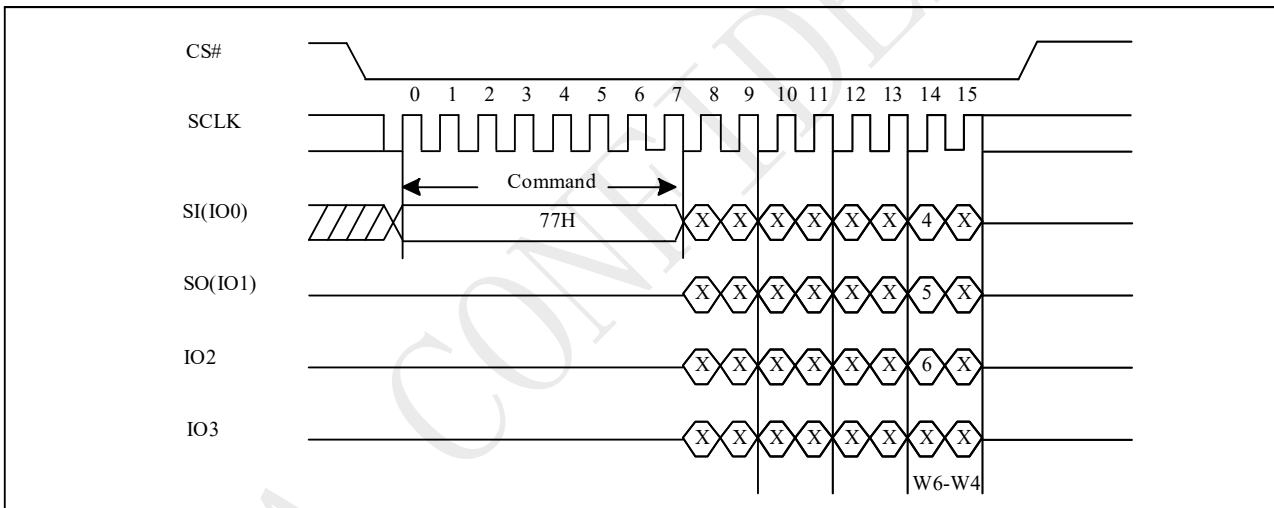 CS#
0 1 2 3 4 5 6 7 8 9 10 11 12 13 14 15
SCLK
Command
SI(IO0) 77H X X X X X X 4 X
SO(IO1) X X X X X X 5 X
IO2 X X X X X X 6 X
IO3 X X X X X X X X
W6-W4